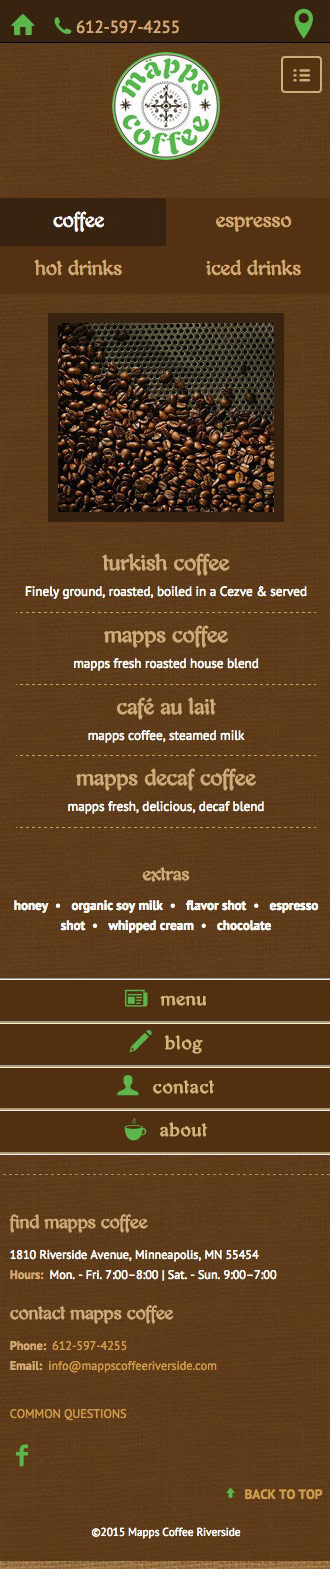 612-597-4255
mapps
coffee
coffee
espresso
hot drinks
iced drinks
turkish coffee
Finely ground, roasted, boiled in a Cezve & served
mapps coffee
mapps fresh roasted house blend
café au lait
mapps coffee, steamed milk
mapps decaf coffee
mapps fresh, delicious, decaf blend
extras
honey • organic soy milk • flavor shot • espresso
shot • whipped cream • chocolate
menu
blog
contact
about
find mapps coffee
1810 Riverside Avenue, Minneapolis, MN 55454
Hours: Mon. - Fri. 7:00–8:00 | Sat. - Sun. 9:00–7:00
contact mapps coffee
Phone: 612-597-4255
Email: info@mappscoffeeriverside.com
COMMON QUESTIONS
BACK TO TOP
©2015 Mapps Coffee Riverside